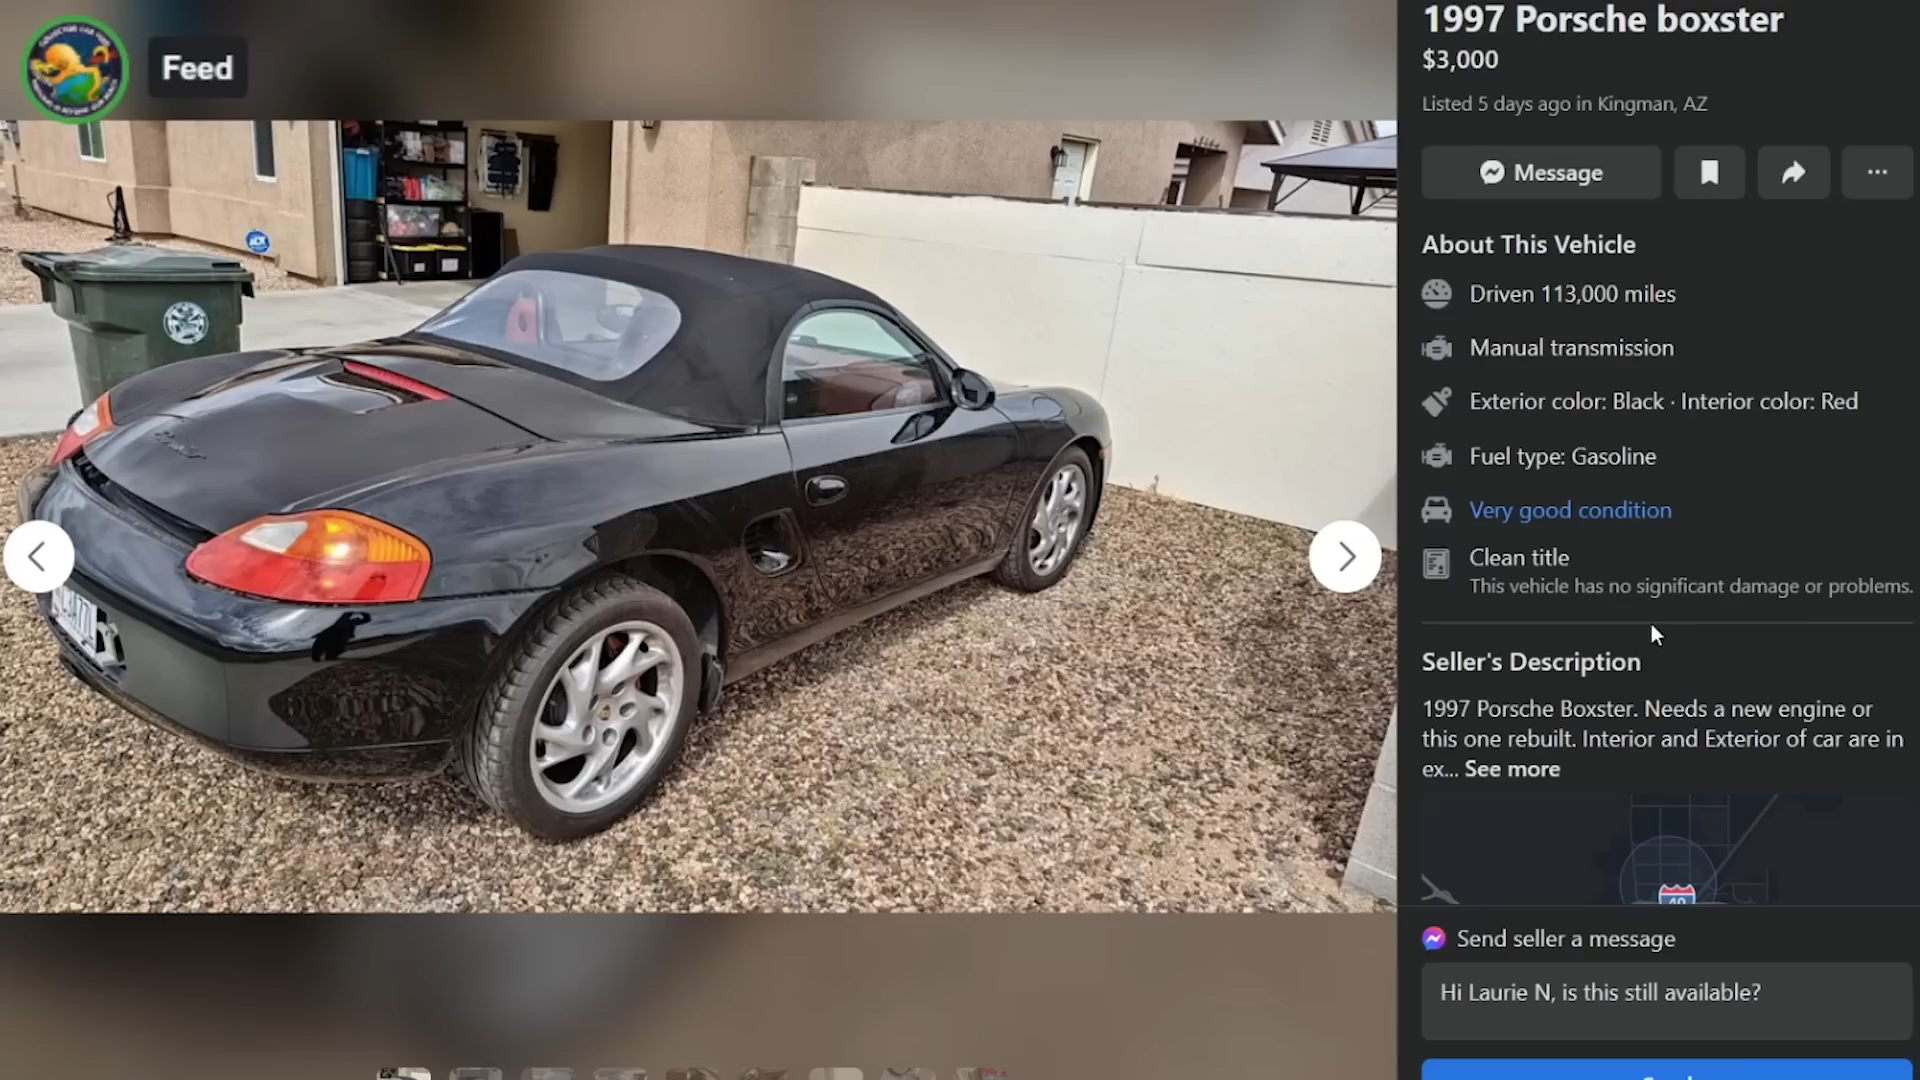 1997 Porsche boxster
$3,000
Feed
Listed 5 days ago in Kingman, AZ
Message
About This Vehicle
Driven 113,000 miles
Manual transmission
Exterior color: Black · Interior color: Red
Fuel type: Gasoline
Very good condition
Clean title
This vehicle has no significant damage or problems.
Seller's Description
1997 Porsche Boxster. Needs a new engine or
this one rebuilt. Interior and Exterior of car are in
ex... See more
40
Send seller a message
Hi Laurie N, is this still available?
ADT
Boxster